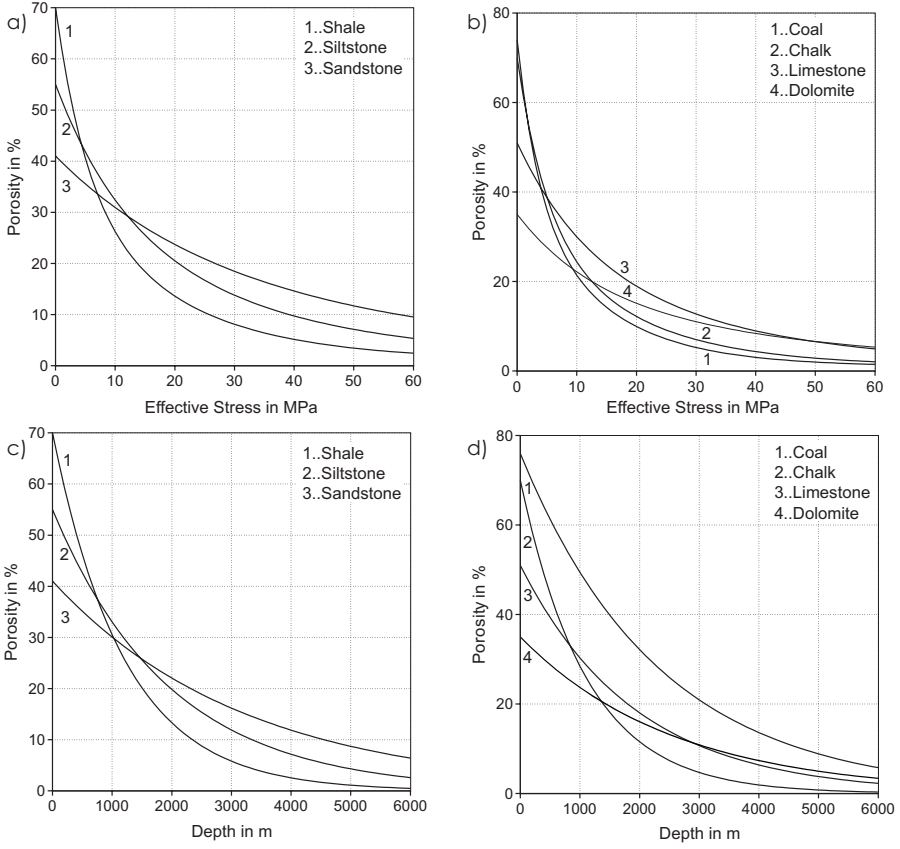 a)
70
60
50
40
30
20
10
0
Porosity in %
1
2
3
1..Shale
2..Siltstone
3..Sandstone
0 10 20 30 40 50 60
Effective Stress in MPa
b)
80
60
40
20
0
Porosity in %
1..Coal
2..Chalk
3..Limestone
4..Dolomite
3
4
2
1
0 10 20 30 40 50 60
Effective Stress in MPa
c)
70
60
50
40
30
20
10
0
Porosity in %
1
2
3
1..Shale
2..Siltstone
3..Sandstone
0 1000 2000 3000 4000 5000 6000
Depth in m
d)
80
60
40
20
0
Porosity in %
1
2
3
4
1..Coal
2..Chalk
3..Limestone
4..Dolomite
0 1000 2000 3000 4000 5000 6000
Depth in m